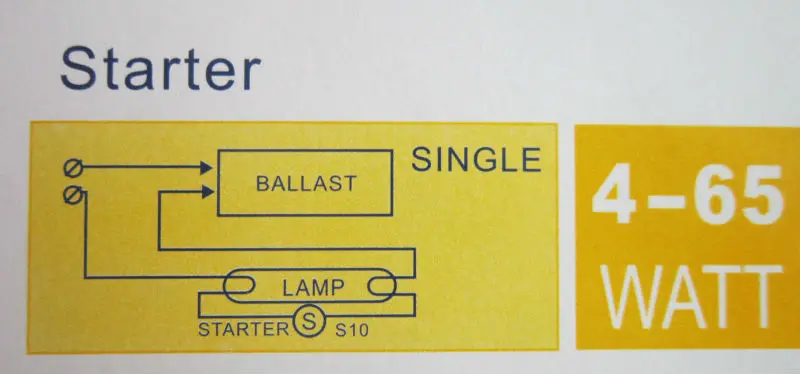 Starter
SINGLE
BALLAST
LAMP
STARTER S S10
4-65
WATT